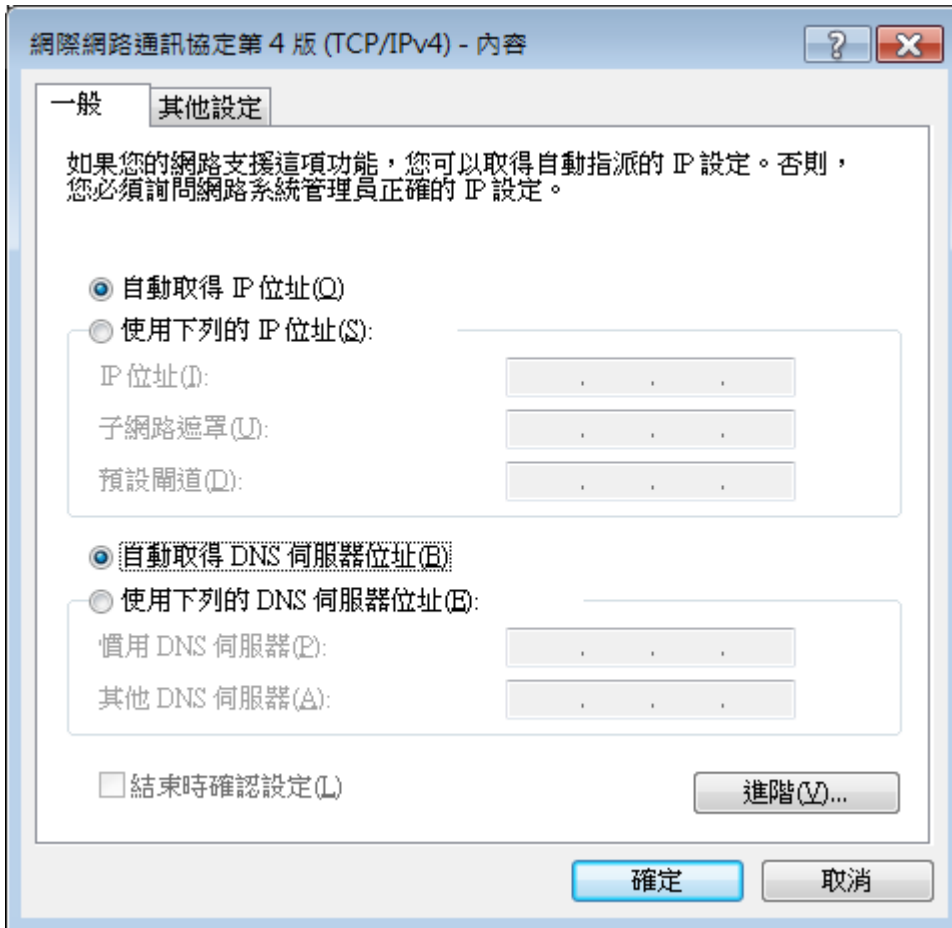 網際網路通訊協定第 4 版 (TCP/IPv4) - 內容
一般
其他設定
如果您的網路支援這項功能，您可以取得自動指派的 IP 設定。否則，
您必須詢問網路系統管理員正確的 IP 設定。
自動取得 IP 位址(O)
使用下列的 IP 位址(S):
IP 位址(I):
子網路遮罩(U):
預設閘道(D):
自動取得 DNS 伺服器位址(B)
使用下列的 DNS 伺服器位址(E):
慣用 DNS 伺服器(P):
其他 DNS 伺服器(A):
結束時確認設定(L)
進階(V)...
確定
取消